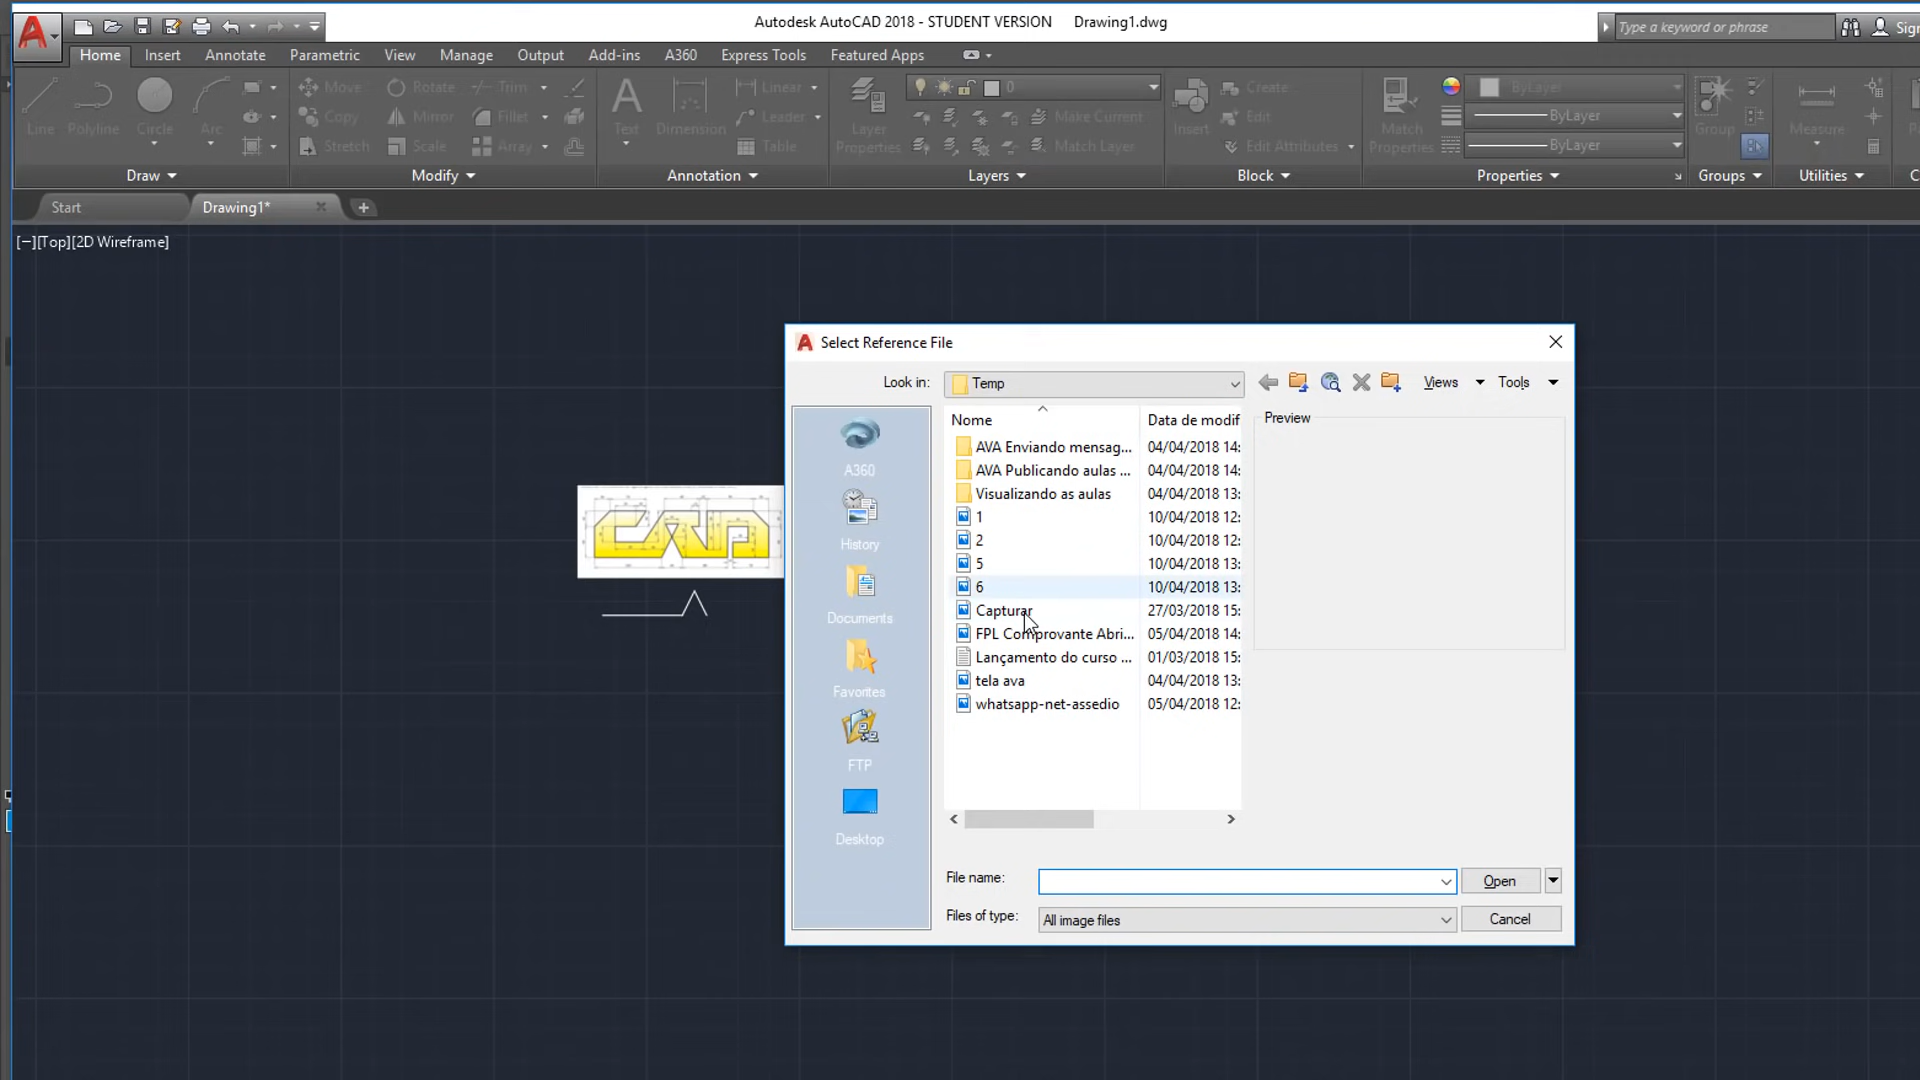 Autodesk AutoCAD 2018 - STUDENT VERSION Drawing1.dwg
Type a keyword or phrase
Home Insert Annotate Parametric View Manage Output Add-ins A360 Express Tools Featured Apps
Line Polyline Circle Arc
Move Rotate Trim
Copy Mirror Fillet
Stretch Scale Array
Text Dimension
Linear
Leader
Table
Layer Properties
0
Make Current
Match Layer
Insert
Create
Edit
Edit Attributes
Match Properties
ByLayer
ByLayer
ByLayer
Group
Measure
Draw Modify Annotation Layers Block Properties Groups Utilities
Start Drawing1*
[−][Top][2D Wireframe]
CAD
Select Reference File
Look in: Temp
Views Tools
A360
History
Documents
Favorites
FTP
Desktop
Nome Data de modif
AVA Enviando mensag... 04/04/2018 14:
AVA Publicando aulas ... 04/04/2018 14:
Visualizando as aulas 04/04/2018 13:
1 10/04/2018 12:
2 10/04/2018 12:
5 10/04/2018 13:
6 10/04/2018 13:
Capturar 27/03/2018 15:
FPL Comprovante Abri... 05/04/2018 14:
Lançamento do curso ... 01/03/2018 15:
tela ava 04/04/2018 13:
whatsapp-net-assedio 05/04/2018 12:
Preview
File name:
Open
Files of type: All image files
Cancel